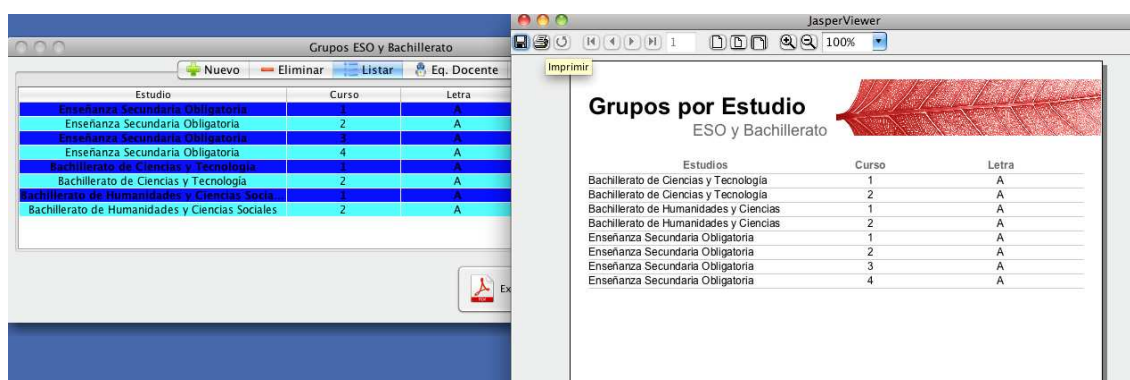 Grupos ESO y Bachillerato
Nuevo Eliminar Listar Eq. Docente
Estudio Curso Letra
Enseñanza Secundaria Obligatoria 1 A
Enseñanza Secundaria Obligatoria 2 A
Enseñanza Secundaria Obligatoria 3 A
Enseñanza Secundaria Obligatoria 4 A
Bachillerato de Ciencias y Tecnología 1 A
Bachillerato de Ciencias y Tecnología 2 A
Bachillerato de Humanidades y Ciencias Socia... 1 A
Bachillerato de Humanidades y Ciencias Sociales 2 A
PDF
Ex
JasperViewer
1 100%
Imprimir
Grupos por Estudio
ESO y Bachillerato
Estudios Curso Letra
Bachillerato de Ciencias y Tecnología 1 A
Bachillerato de Ciencias y Tecnología 2 A
Bachillerato de Humanidades y Ciencias 1 A
Bachillerato de Humanidades y Ciencias 2 A
Enseñanza Secundaria Obligatoria 1 A
Enseñanza Secundaria Obligatoria 2 A
Enseñanza Secundaria Obligatoria 3 A
Enseñanza Secundaria Obligatoria 4 A